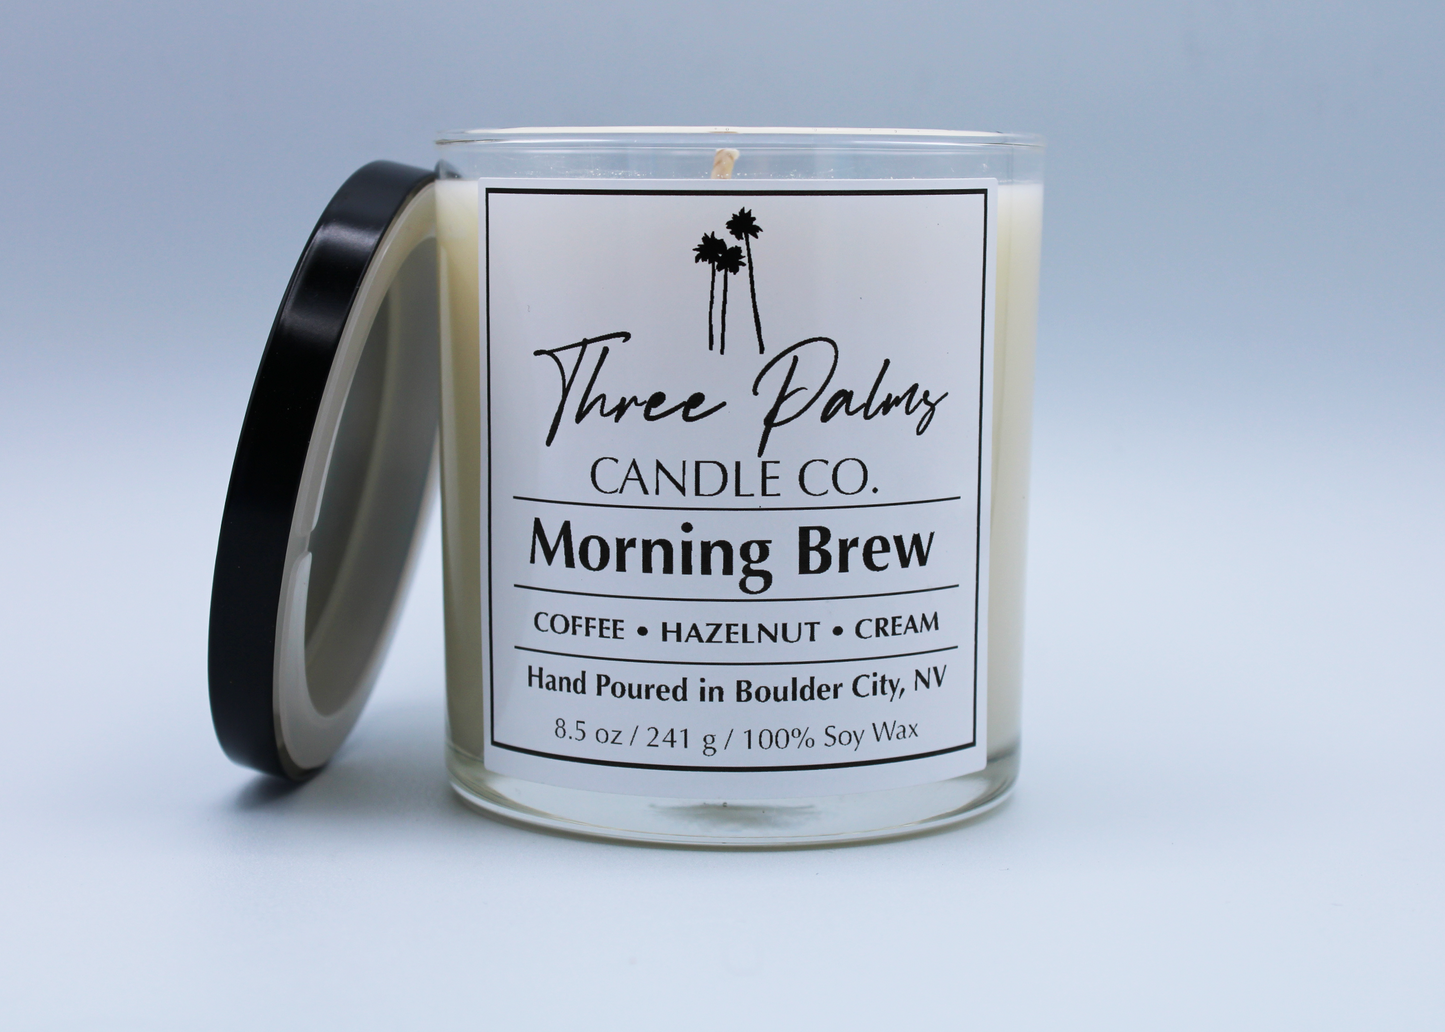 Three Palms
CANDLE CO.
Morning Brew
COFFEE • HAZELNUT • CREAM
Hand Poured in Boulder City, NV
8.5 oz / 241 g / 100% Soy Wax